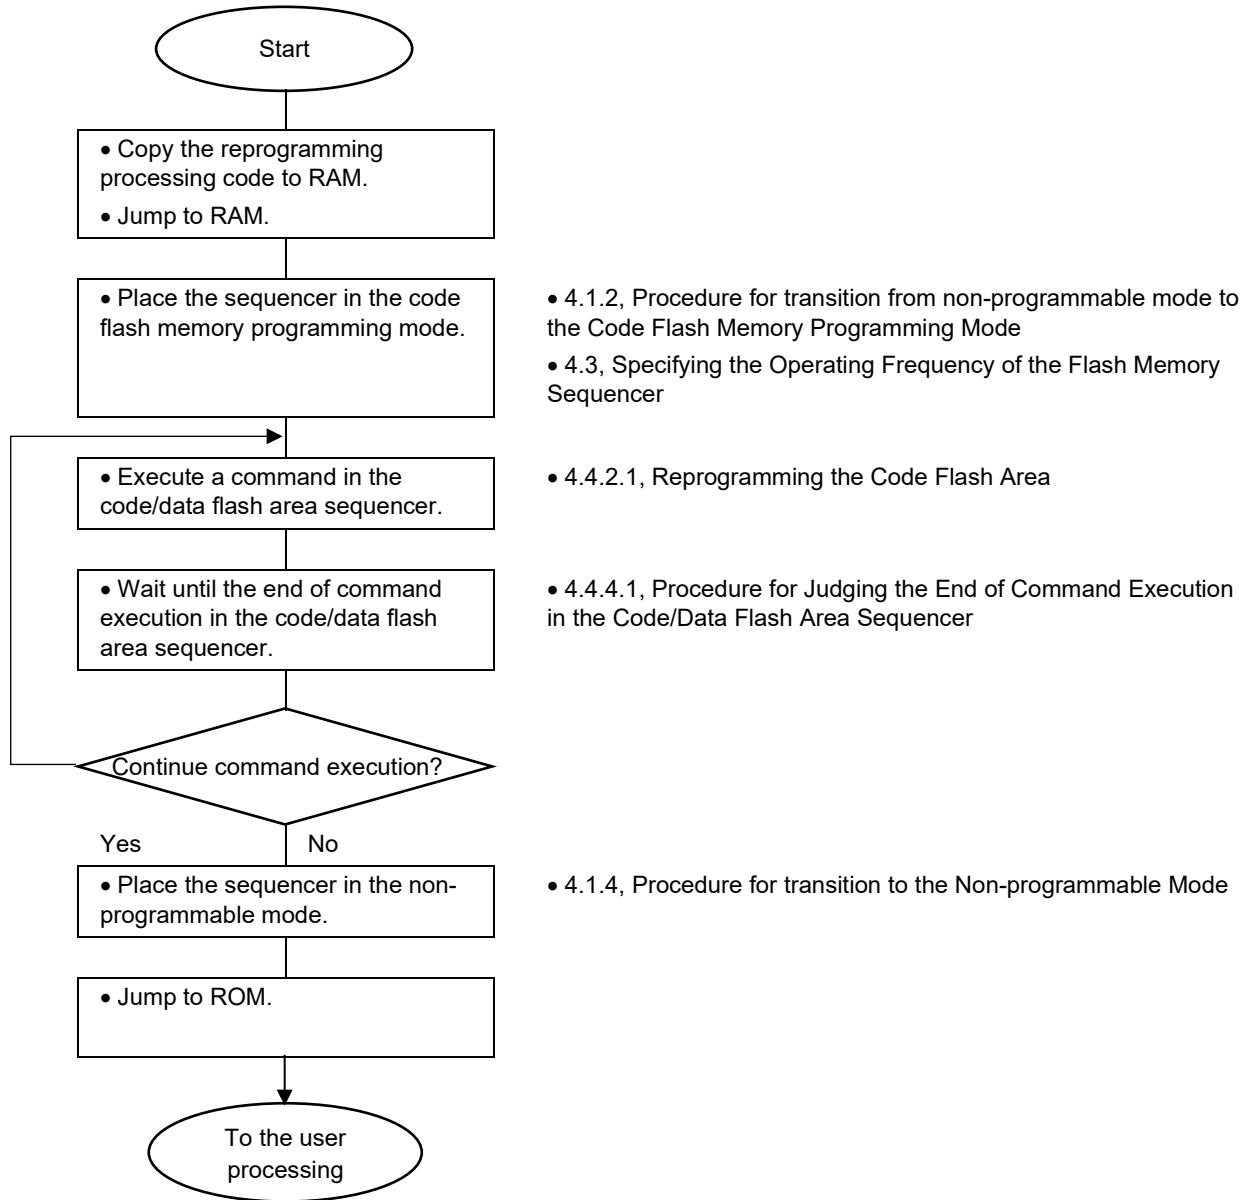 Start
• Copy the reprogramming
processing code to RAM.
• Jump to RAM.
• Place the sequencer in the code
flash memory programming mode.
• 4.1.2, Procedure for transition from non-programmable mode to
the Code Flash Memory Programming Mode
• 4.3, Specifying the Operating Frequency of the Flash Memory
Sequencer
• Execute a command in the
code/data flash area sequencer.
• 4.4.2.1, Reprogramming the Code Flash Area
• Wait until the end of command
execution in the code/data flash
area sequencer.
• 4.4.4.1, Procedure for Judging the End of Command Execution
in the Code/Data Flash Area Sequencer
Continue command execution?
Yes
No
• Place the sequencer in the non-
programmable mode.
• 4.1.4, Procedure for transition to the Non-programmable Mode
• Jump to ROM.
To the user
processing